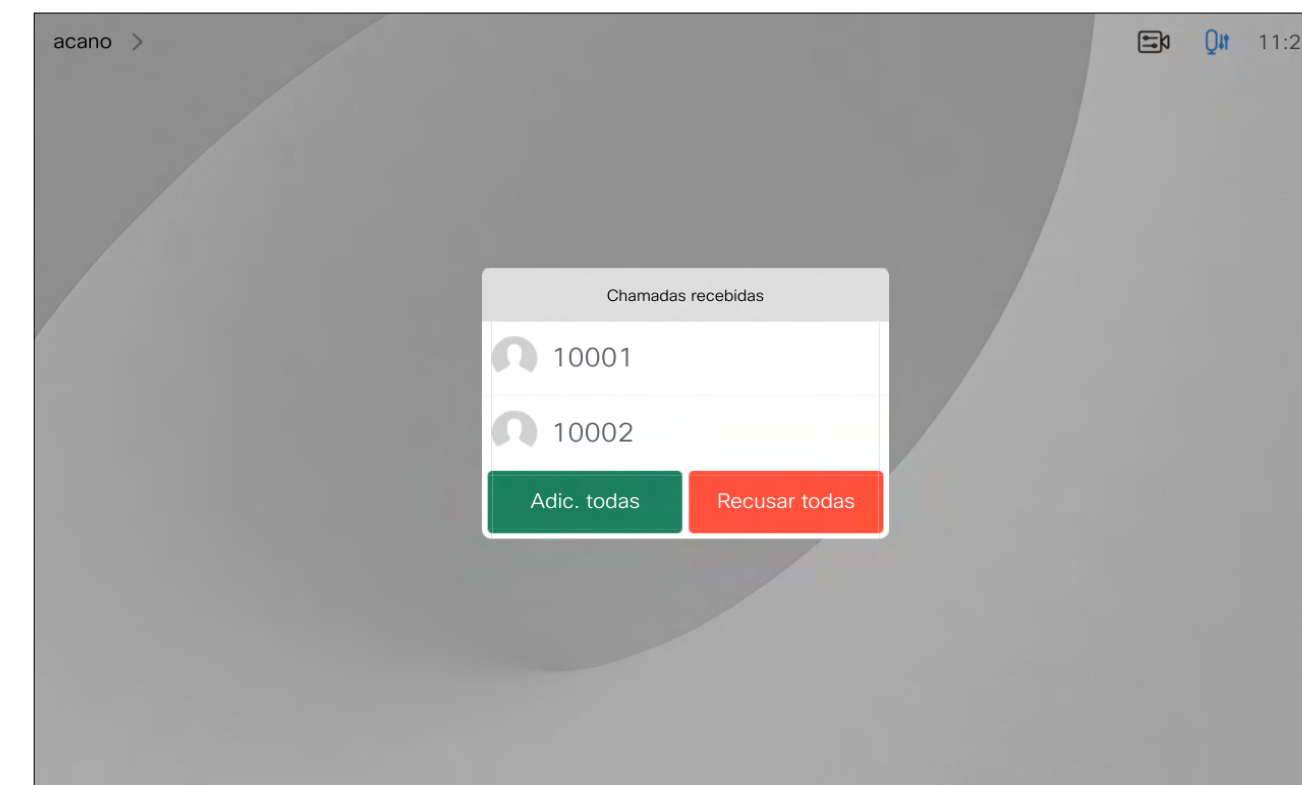 acano
11:2
Chamadas recebidas
10001
10002
Adic. todas
Recusar todas